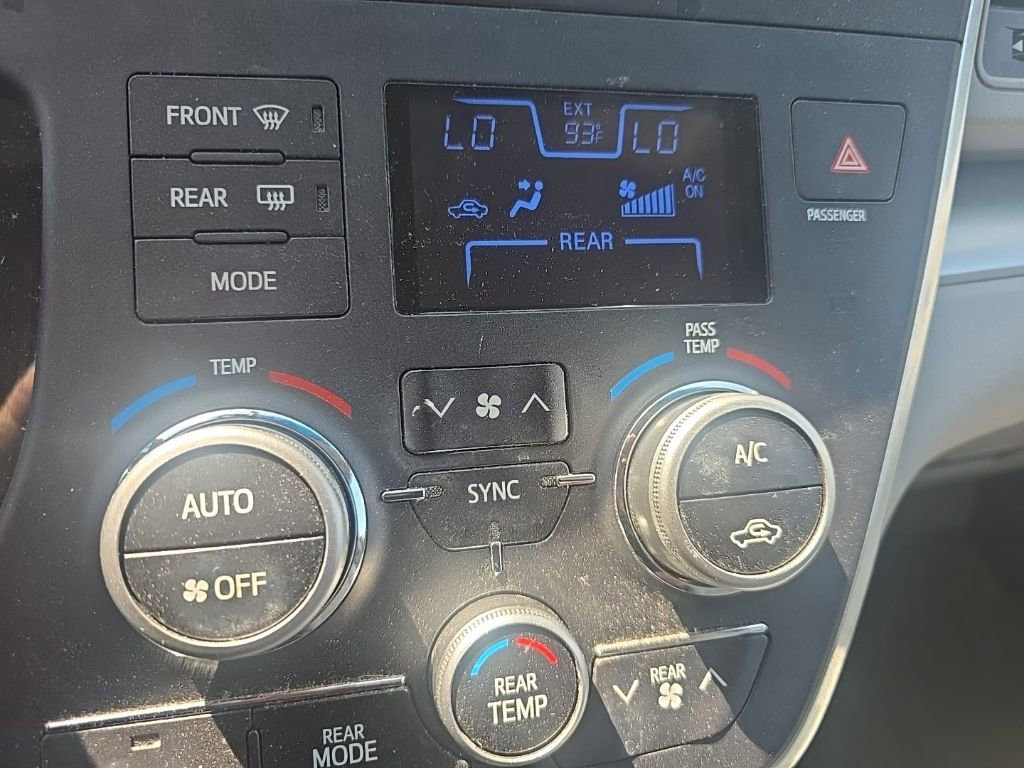 FRONT
REAR
MODE
EXT
LO
93°F
LO
A/C
ON
REAR
PASSENGER
TEMP
PASS
TEMP
AUTO
OFF
SYNC
A/C
REAR
TEMP
REAR
REAR
MODE